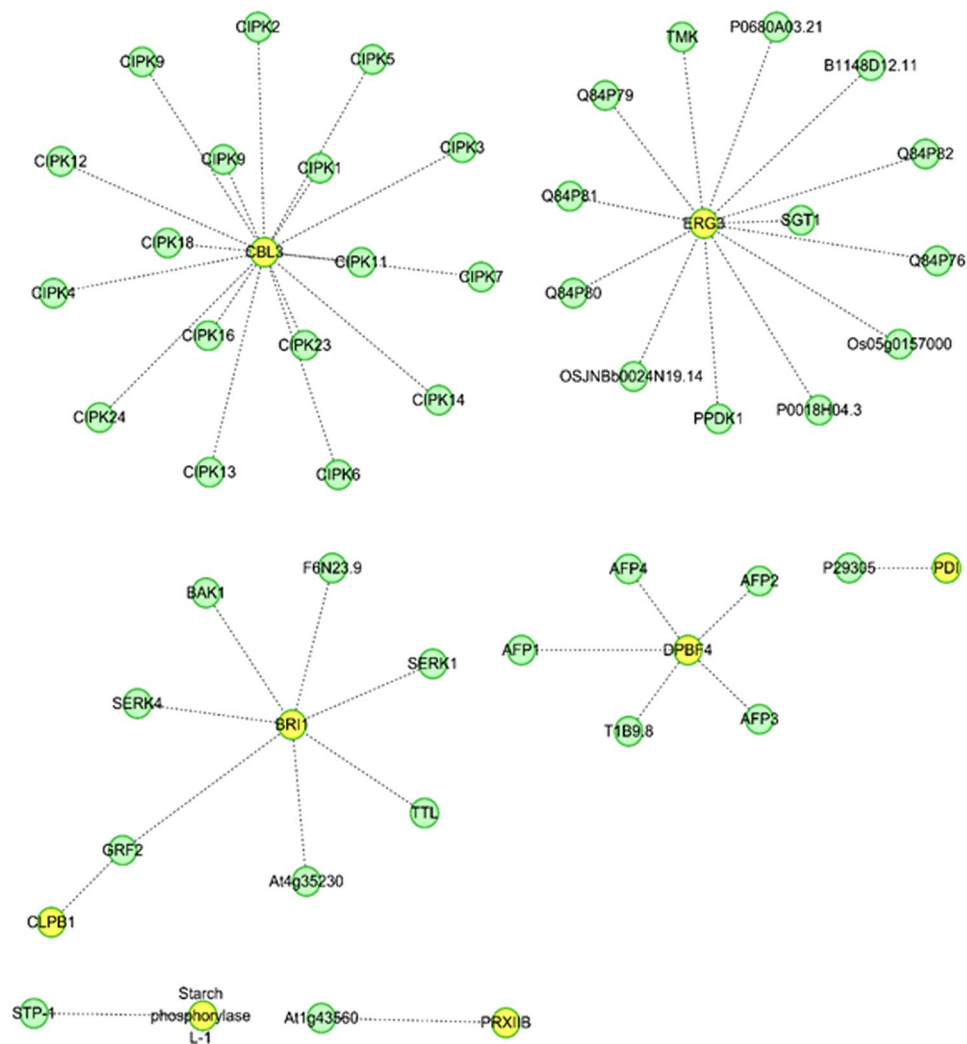 CIPK2
CIPK9
CIPK5
CIPK12
CIPK9
CIPK1
CIPK3
CIPK18
CBL3
CIPK11
CIPK7
CIPK4
CIPK16
CIPK23
CIPK24
CIPK14
CIPK13
CIPK6
TMK
P0680A03.21
B1148D12.11
Q84P79
Q84P82
Q84P81
ERG3
SGT1
Q84P76
Q84P80
Os05g0157000
OSJNBb0024N19.14
PPDK1
P0018H04.3
F6N23.9
BAK1
SERK1
SERK4
BRI1
TTL
GRF2
At4g35230
CLPB1
AFP4
AFP2
AFP1
DPBF4
T1B9.8
AFP3
P29305
PDI
STP-1
Starch
phosphorylase
L-1
At1g43560
PRXIIB